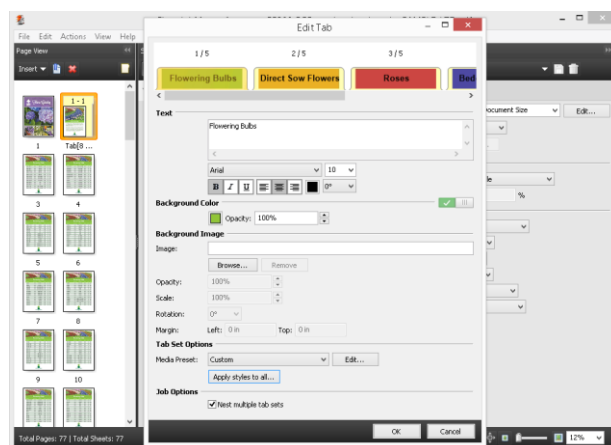 Edit Tab
File Edit Actions View Help
Page View
Insert
1/5 2/5 3/5
Flowering Bulbs Direct Sow Flowers Roses Bed
1 - 1
1 Tab[8 ...
3 4
5 6
7 8
9 10
Text
Flowering Bulbs
Arial 10
B I U 0°
Background Color
Opacity: 100%
Background Image
Image:
Browse... Remove
Opacity: 100%
Scale: 100%
Rotation: 0°
Margin: Left: 0 in Top: 0 in
Tab Set Options
Media Preset: Custom Edit...
Apply styles to all...
Job Options
Nest multiple tab sets
OK Cancel
ocument Size Edit...
le
%
Total Pages: 77 | Total Sheets: 77
12%